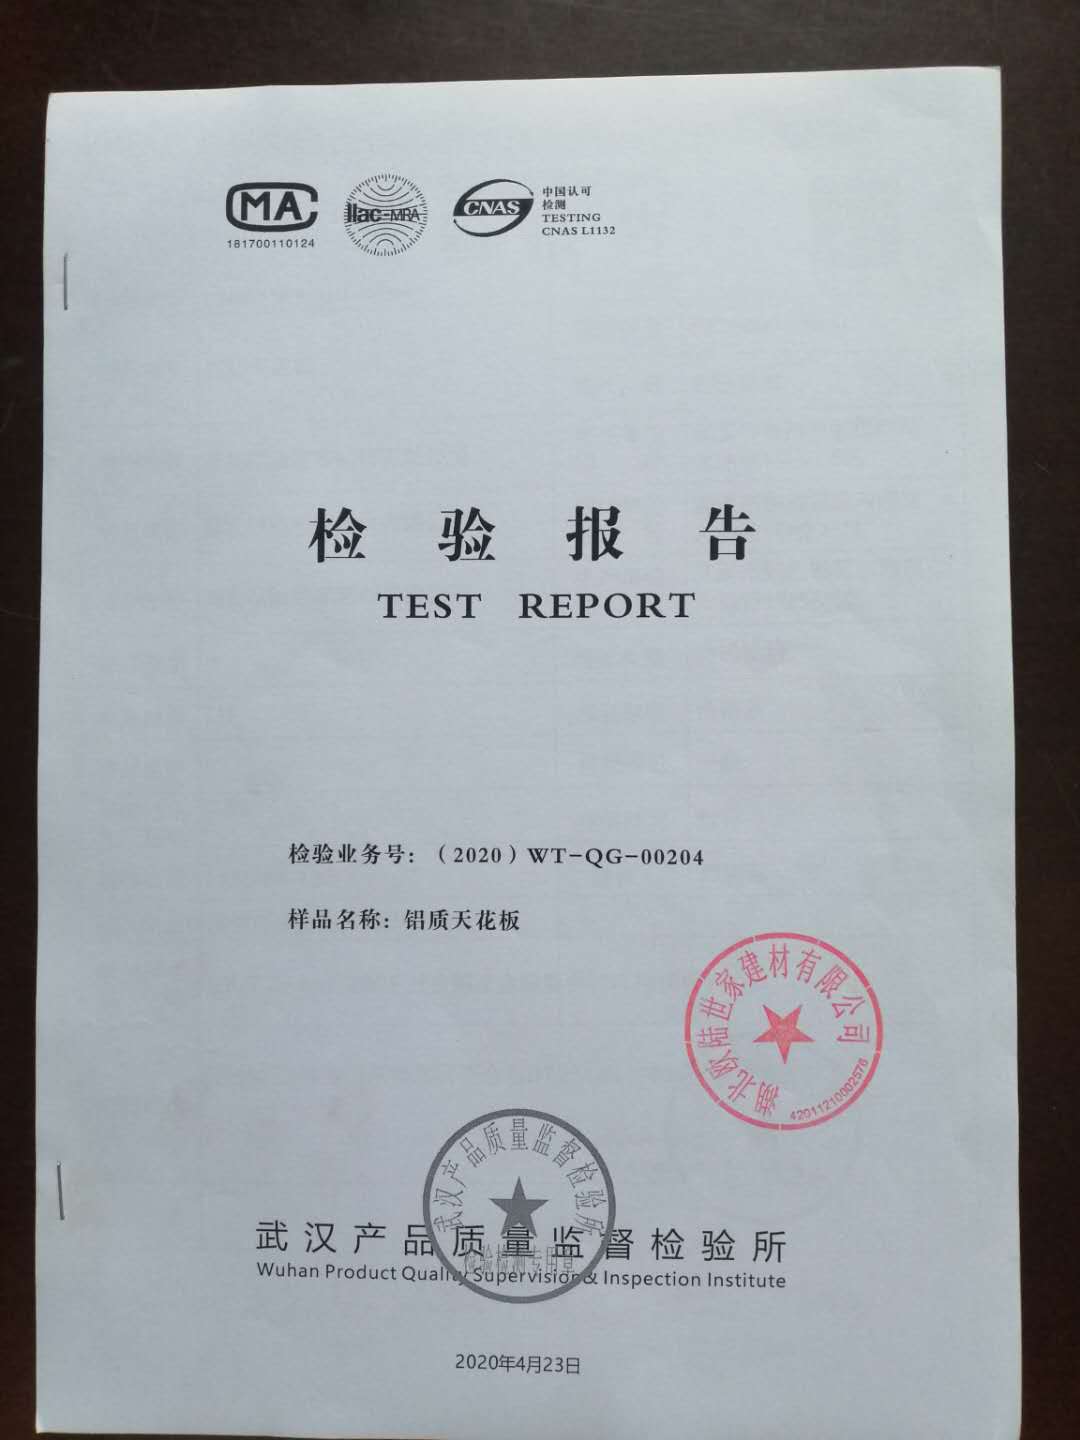 MA
181700110124
ilac-MRA
CNAS
中国认可
检测
TESTING
CNAS L1132
检验报告
TEST REPORT
检验业务号:（2020）WT-QG-00204
样品名称: 铝质天花板
湖北欧陆世家建材有限公司
42011210002576
武汉产品质量监督检验所
检验检测专用章
武汉产品质量监督检验所
Wuhan Product Quality Supervision & Inspection Institute
2020年4月23日